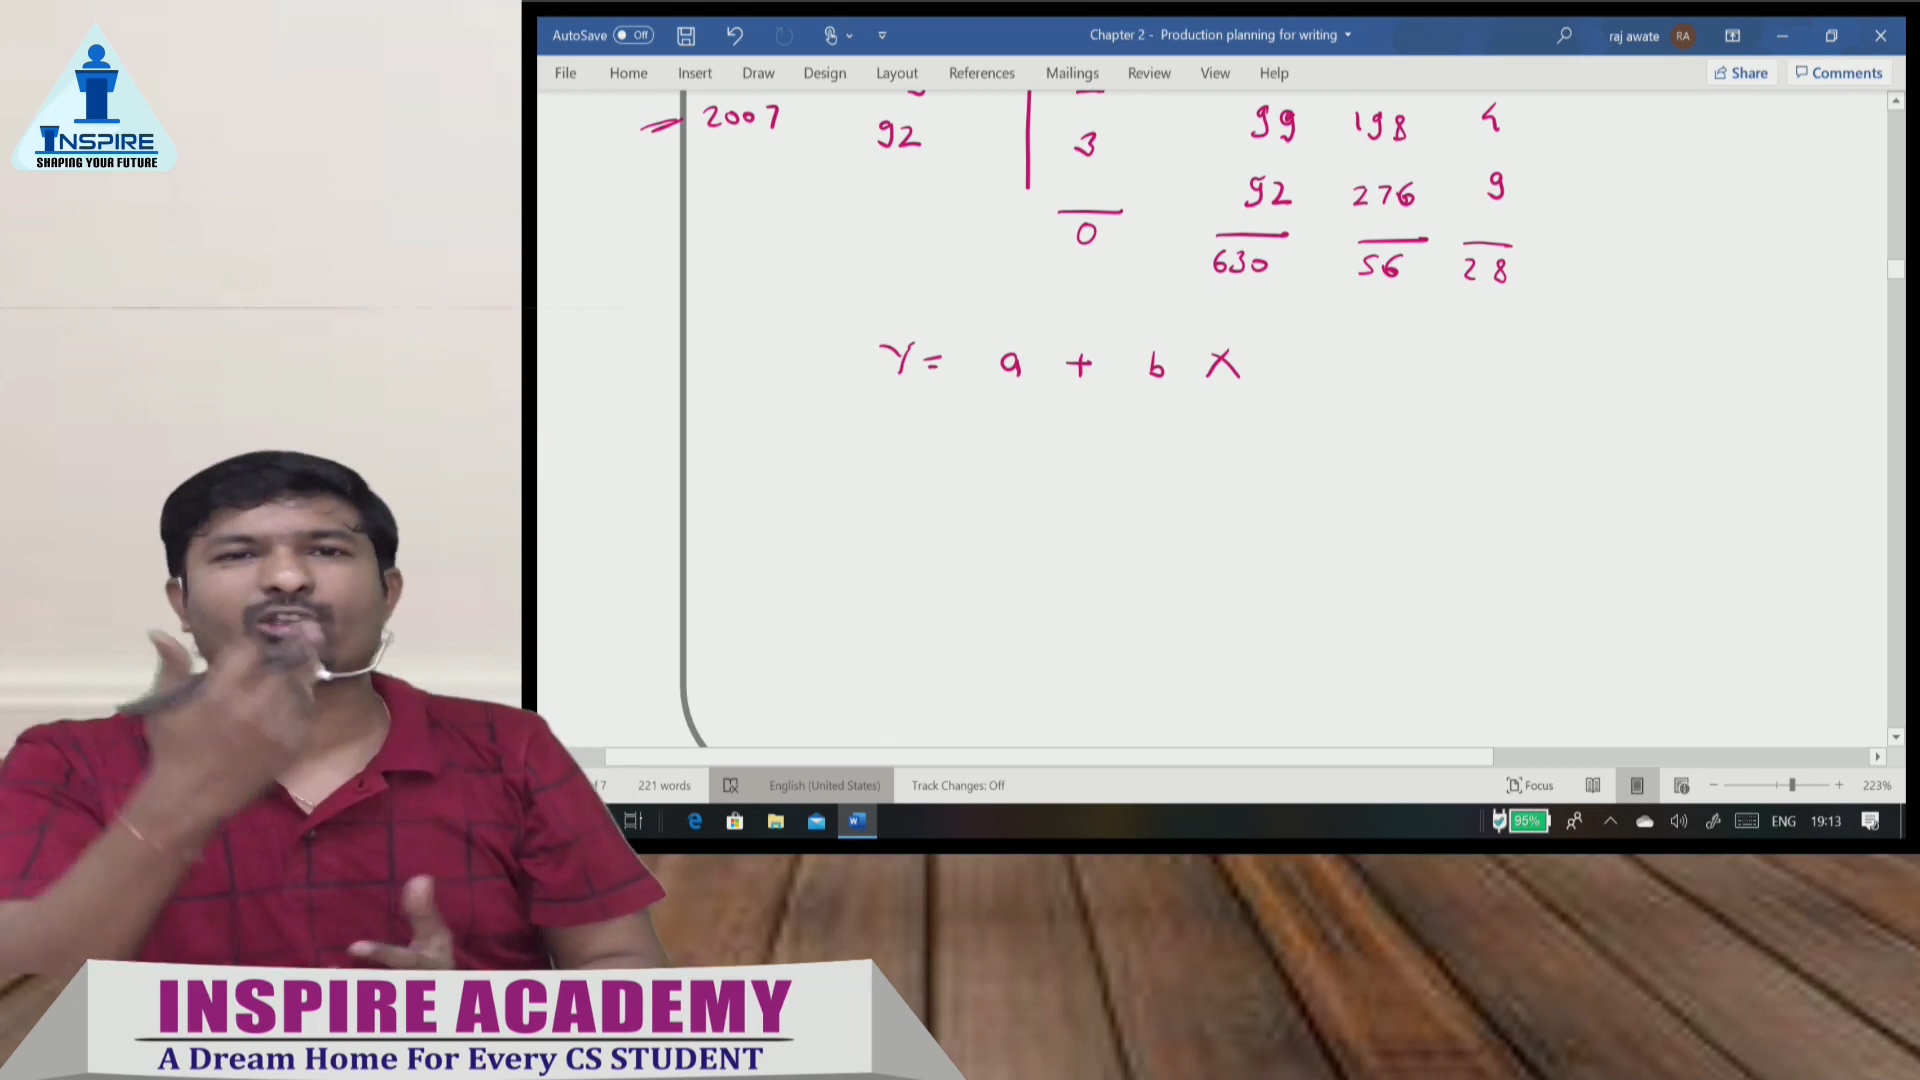 INSPIRE
SHAPING YOUR FUTURE
AutoSave Off
Chapter 2 - Production planning for writing
raj awate RA
File Home Insert Draw Design Layout References Mailings Review View Help
Share Comments
2007 92 3 99 198 4
92 276 9
0 630 56 28
Y = a + b X
of 7 221 words English (United States) Track Changes: Off
Focus 223%
95% ENG 19:13
INSPIRE ACADEMY
A Dream Home For Every CS STUDENT